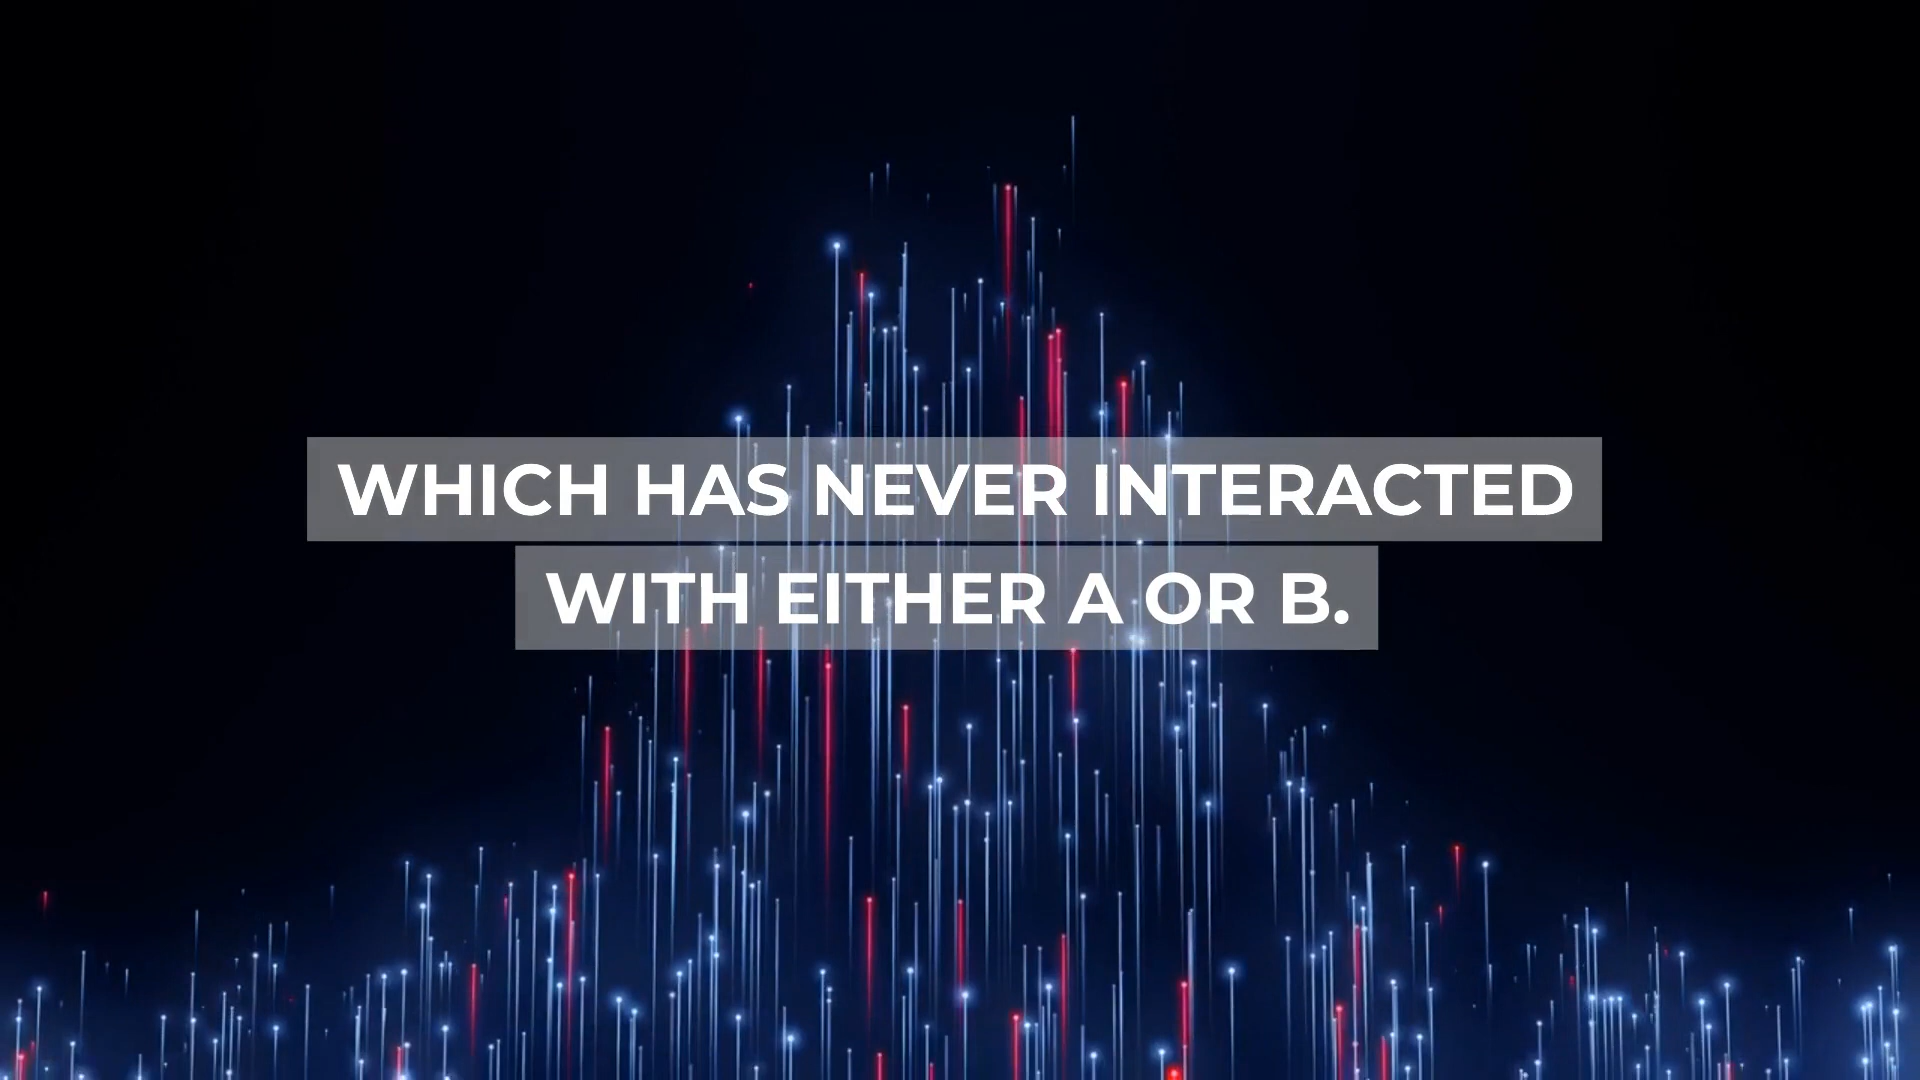 WHICH HAS NEVER INTERACTED
WITH EITHER A OR B.